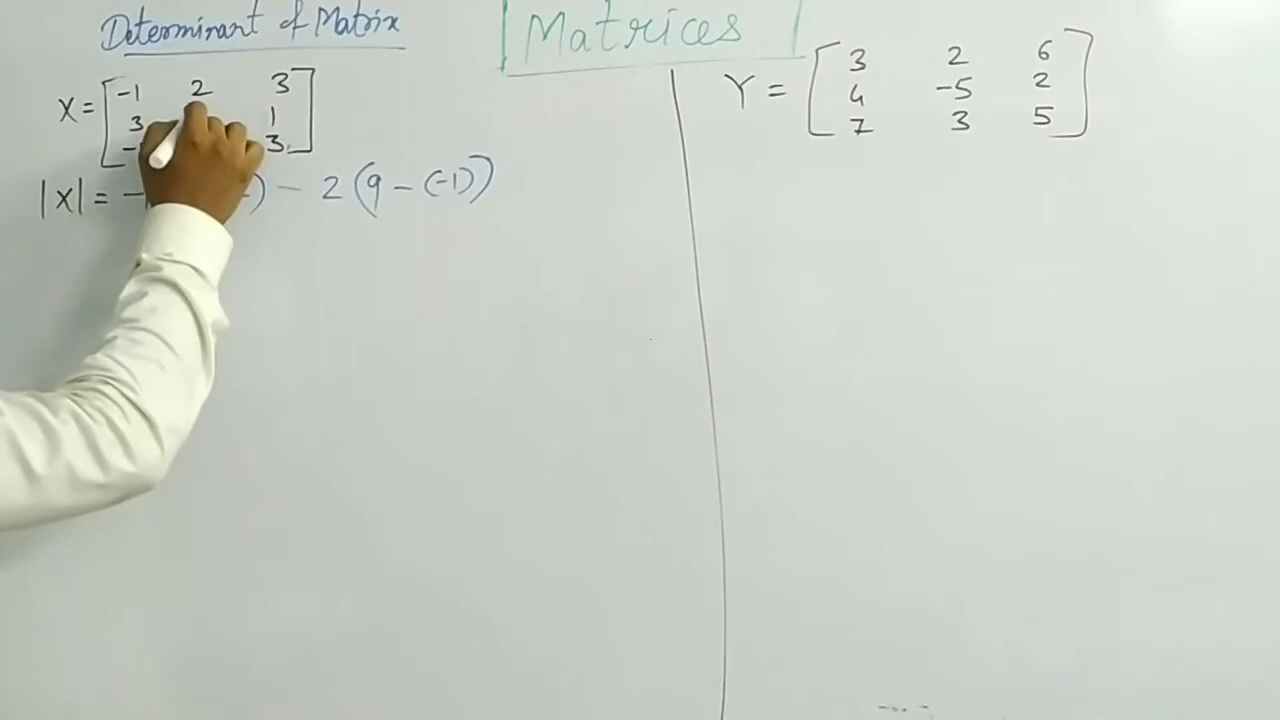 Determinant of Matrix
Matrices
X = [ -1 2 3
3 1
- 3 ]
|X| = - ) - 2 (9 - (-1))
Y = [ 3 2 6
4 -5 2
7 3 5 ]